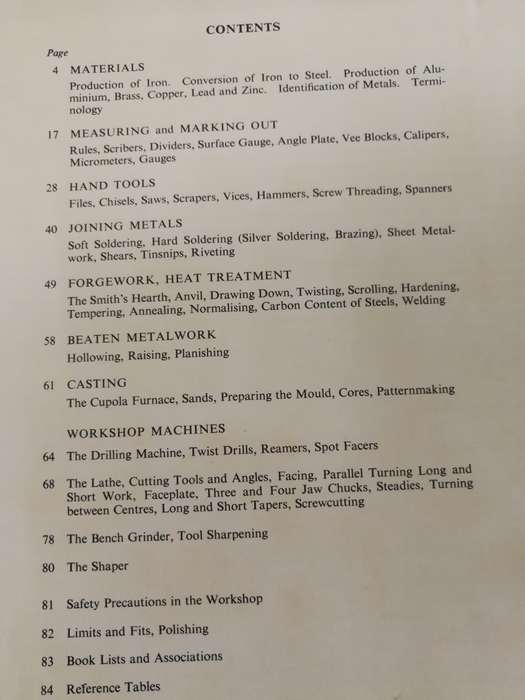 CONTENTS
Page
4 MATERIALS
Production of Iron. Conversion of Iron to Steel. Production of Alu-
minium, Brass, Copper, Lead and Zinc. Identification of Metals. Termi-
nology
17 MEASURING and MARKING OUT
Rules, Scribers, Dividers, Surface Gauge, Angle Plate, Vee Blocks, Calipers,
Micrometers, Gauges
28 HAND TOOLS
Files, Chisels, Saws, Scrapers, Vices, Hammers, Screw Threading, Spanners
40 JOINING METALS
Soft Soldering, Hard Soldering (Silver Soldering, Brazing), Sheet Metal-
work, Shears, Tinsnips, Riveting
49 FORGEWORK, HEAT TREATMENT
The Smith's Hearth, Anvil, Drawing Down, Twisting, Scrolling, Hardening,
Tempering, Annealing, Normalising, Carbon Content of Steels, Welding
58 BEATEN METALWORK
Hollowing, Raising, Planishing
61 CASTING
The Cupola Furnace, Sands, Preparing the Mould, Cores, Patternmaking
WORKSHOP MACHINES
64 The Drilling Machine, Twist Drills, Reamers, Spot Facers
68 The Lathe, Cutting Tools and Angles, Facing, Parallel Turning Long and
Short Work, Faceplate, Three and Four Jaw Chucks, Steadies, Turning
between Centres, Long and Short Tapers, Screwcutting
78 The Bench Grinder, Tool Sharpening
80 The Shaper
81 Safety Precautions in the Workshop
82 Limits and Fits, Polishing
83 Book Lists and Associations
84 Reference Tables